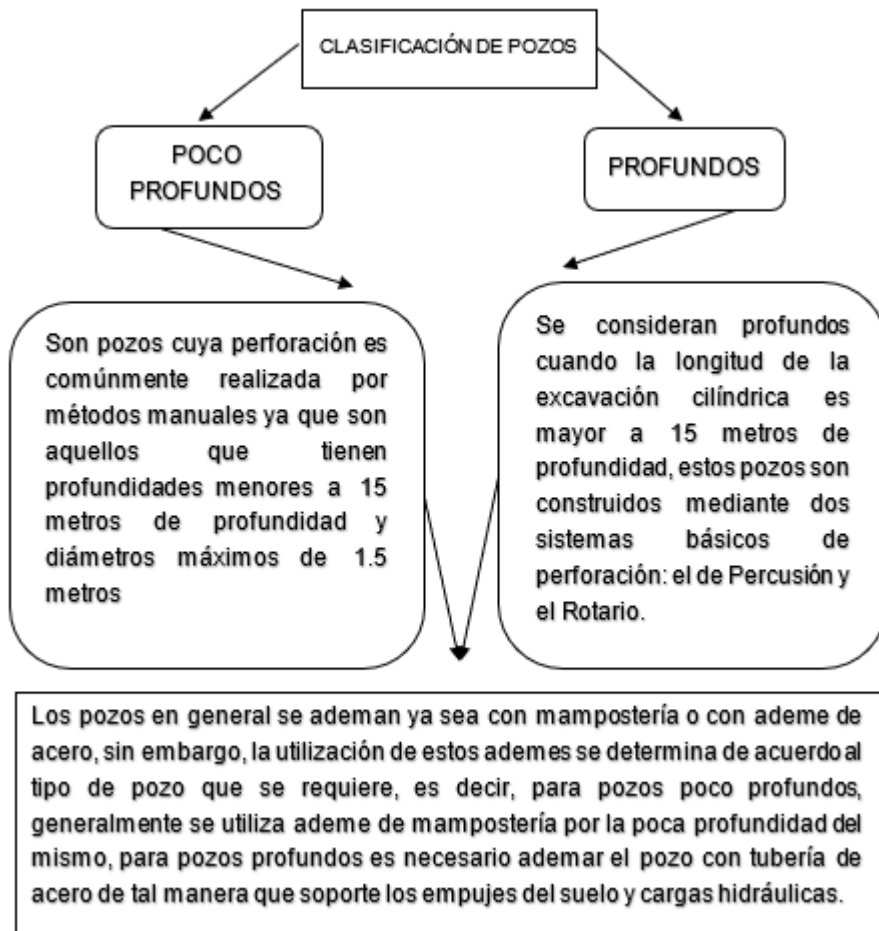 CLASIFICACIÓN DE POZOS
POCO
PROFUNDOS
PROFUNDOS
Son pozos cuya perforación es
comúnmente realizada por
métodos manuales ya que son
aquellos que tienen
profundidades menores a 15
metros de profundidad y
diámetros máximos de 1.5
metros
Se consideran profundos
cuando la longitud de la
excavación cilíndrica es
mayor a 15 metros de
profundidad, estos pozos son
construidos mediante dos
sistemas básicos de
perforación: el de Percusión y
el Rotario.
Los pozos en general se ademan ya sea con mampostería o con ademe de
acero, sin embargo, la utilización de estos ademes se determina de acuerdo al
tipo de pozo que se requiere, es decir, para pozos poco profundos,
generalmente se utiliza ademe de mampostería por la poca profundidad del
mismo, para pozos profundos es necesario ademar el pozo con tubería de
acero de tal manera que soporte los empujes del suelo y cargas hidráulicas.